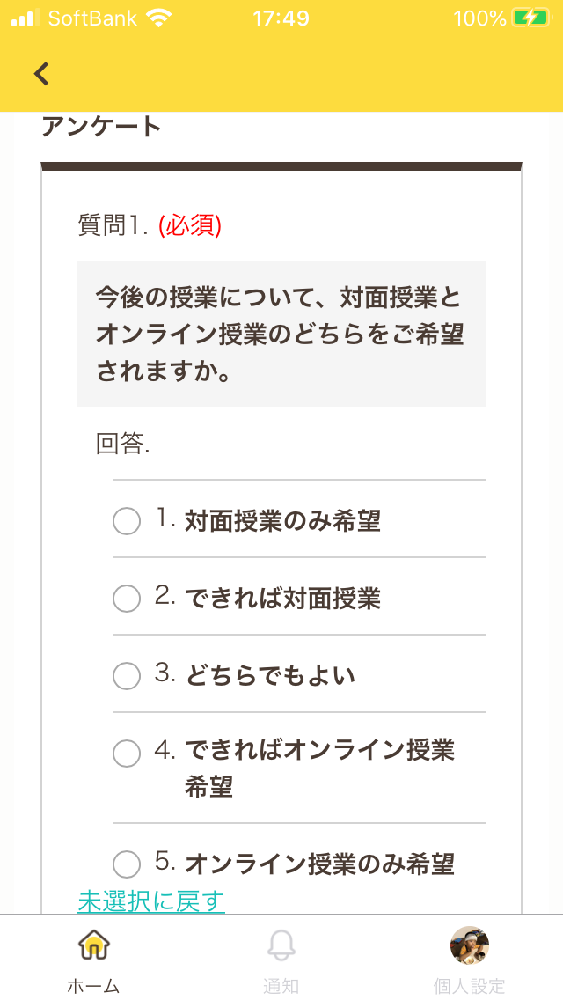 SoftBank 17:49 100%
アンケート
質問1. (必須)
今後の授業について、対面授業と
オンライン授業のどちらをご希望
されますか。
回答.
1. 対面授業のみ希望
2. できれば対面授業
3. どちらでもよい
4. できればオンライン授業
希望
5. オンライン授業のみ希望
未選択に戻す
ホーム 通知 個人設定